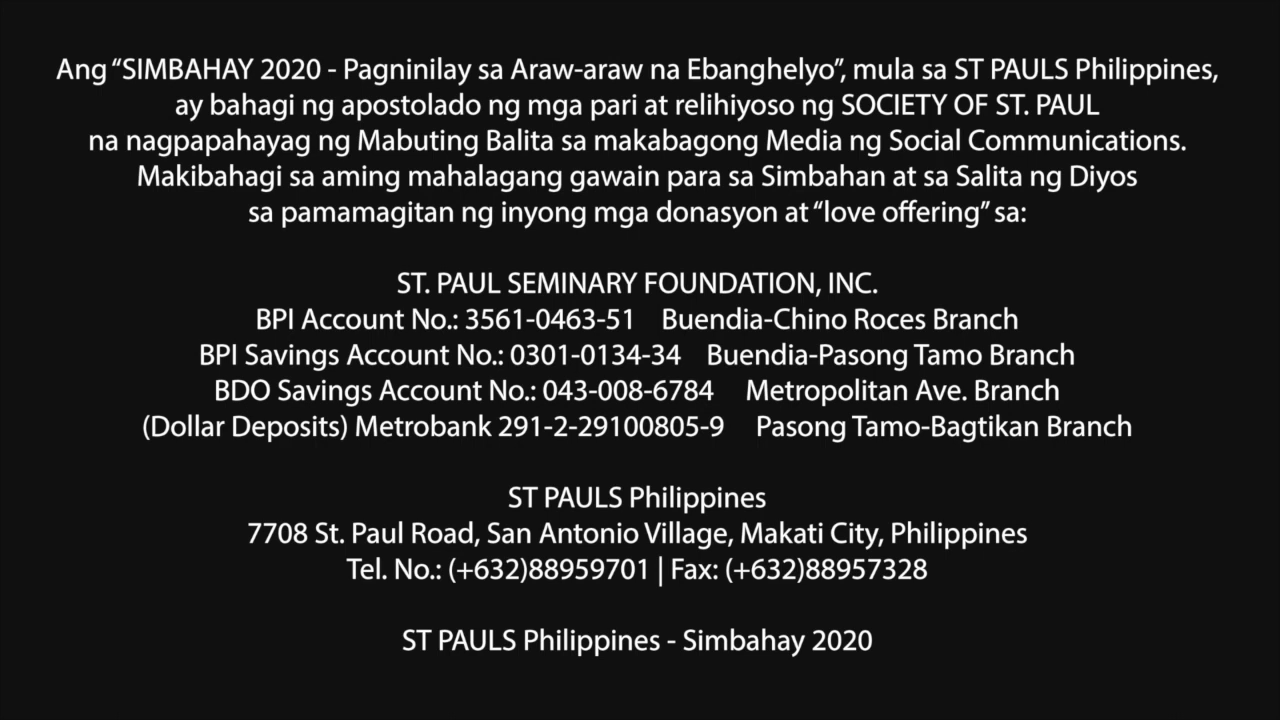 Ang “SIMBAHAY 2020 - Pagninilay sa Araw-araw na Ebanghelyo”, mula sa ST PAULS Philippines,
ay bahagi ng apostolado ng mga pari at relihiyoso ng SOCIETY OF ST. PAUL
na nagpapahayag ng Mabuting Balita sa makabagong Media ng Social Communications.
Makibahagi sa aming mahalagang gawain para sa Simbahan at sa Salita ng Diyos
sa pamamagitan ng inyong mga donasyon at “love offering” sa:
ST. PAUL SEMINARY FOUNDATION, INC.
BPI Account No.: 3561-0463-51 Buendia-Chino Roces Branch
BPI Savings Account No.: 0301-0134-34 Buendia-Pasong Tamo Branch
BDO Savings Account No.: 043-008-6784 Metropolitan Ave. Branch
(Dollar Deposits) Metrobank 291-2-29100805-9 Pasong Tamo-Bagtikan Branch
ST PAULS Philippines
7708 St. Paul Road, San Antonio Village, Makati City, Philippines
Tel. No.: (+632)88959701 | Fax: (+632)88957328
ST PAULS Philippines - Simbahay 2020